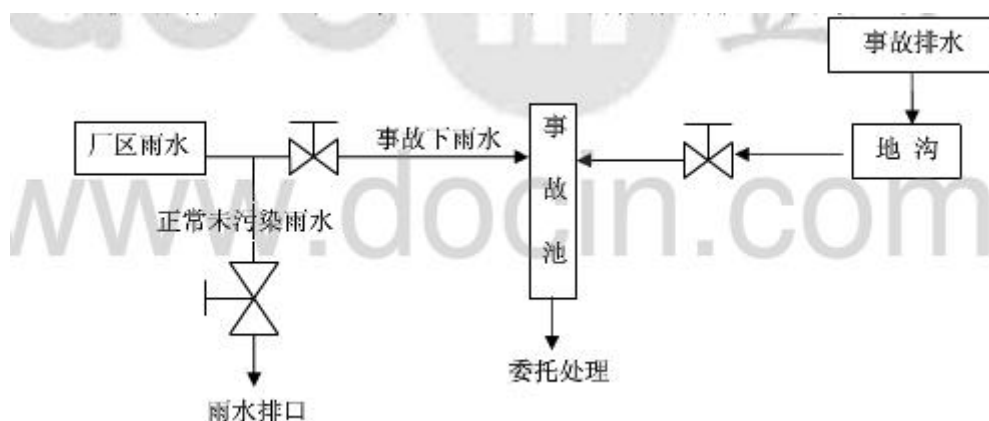 事故排水
厂区雨水
事故下雨水
事故池
地 沟
正常未污染雨水
委托处理
雨水排口
www.docin.com